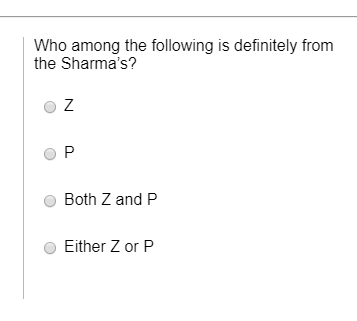 Who among the following is definitely from
the Sharma's?
Z
P
Both Z and P
Either Z or P